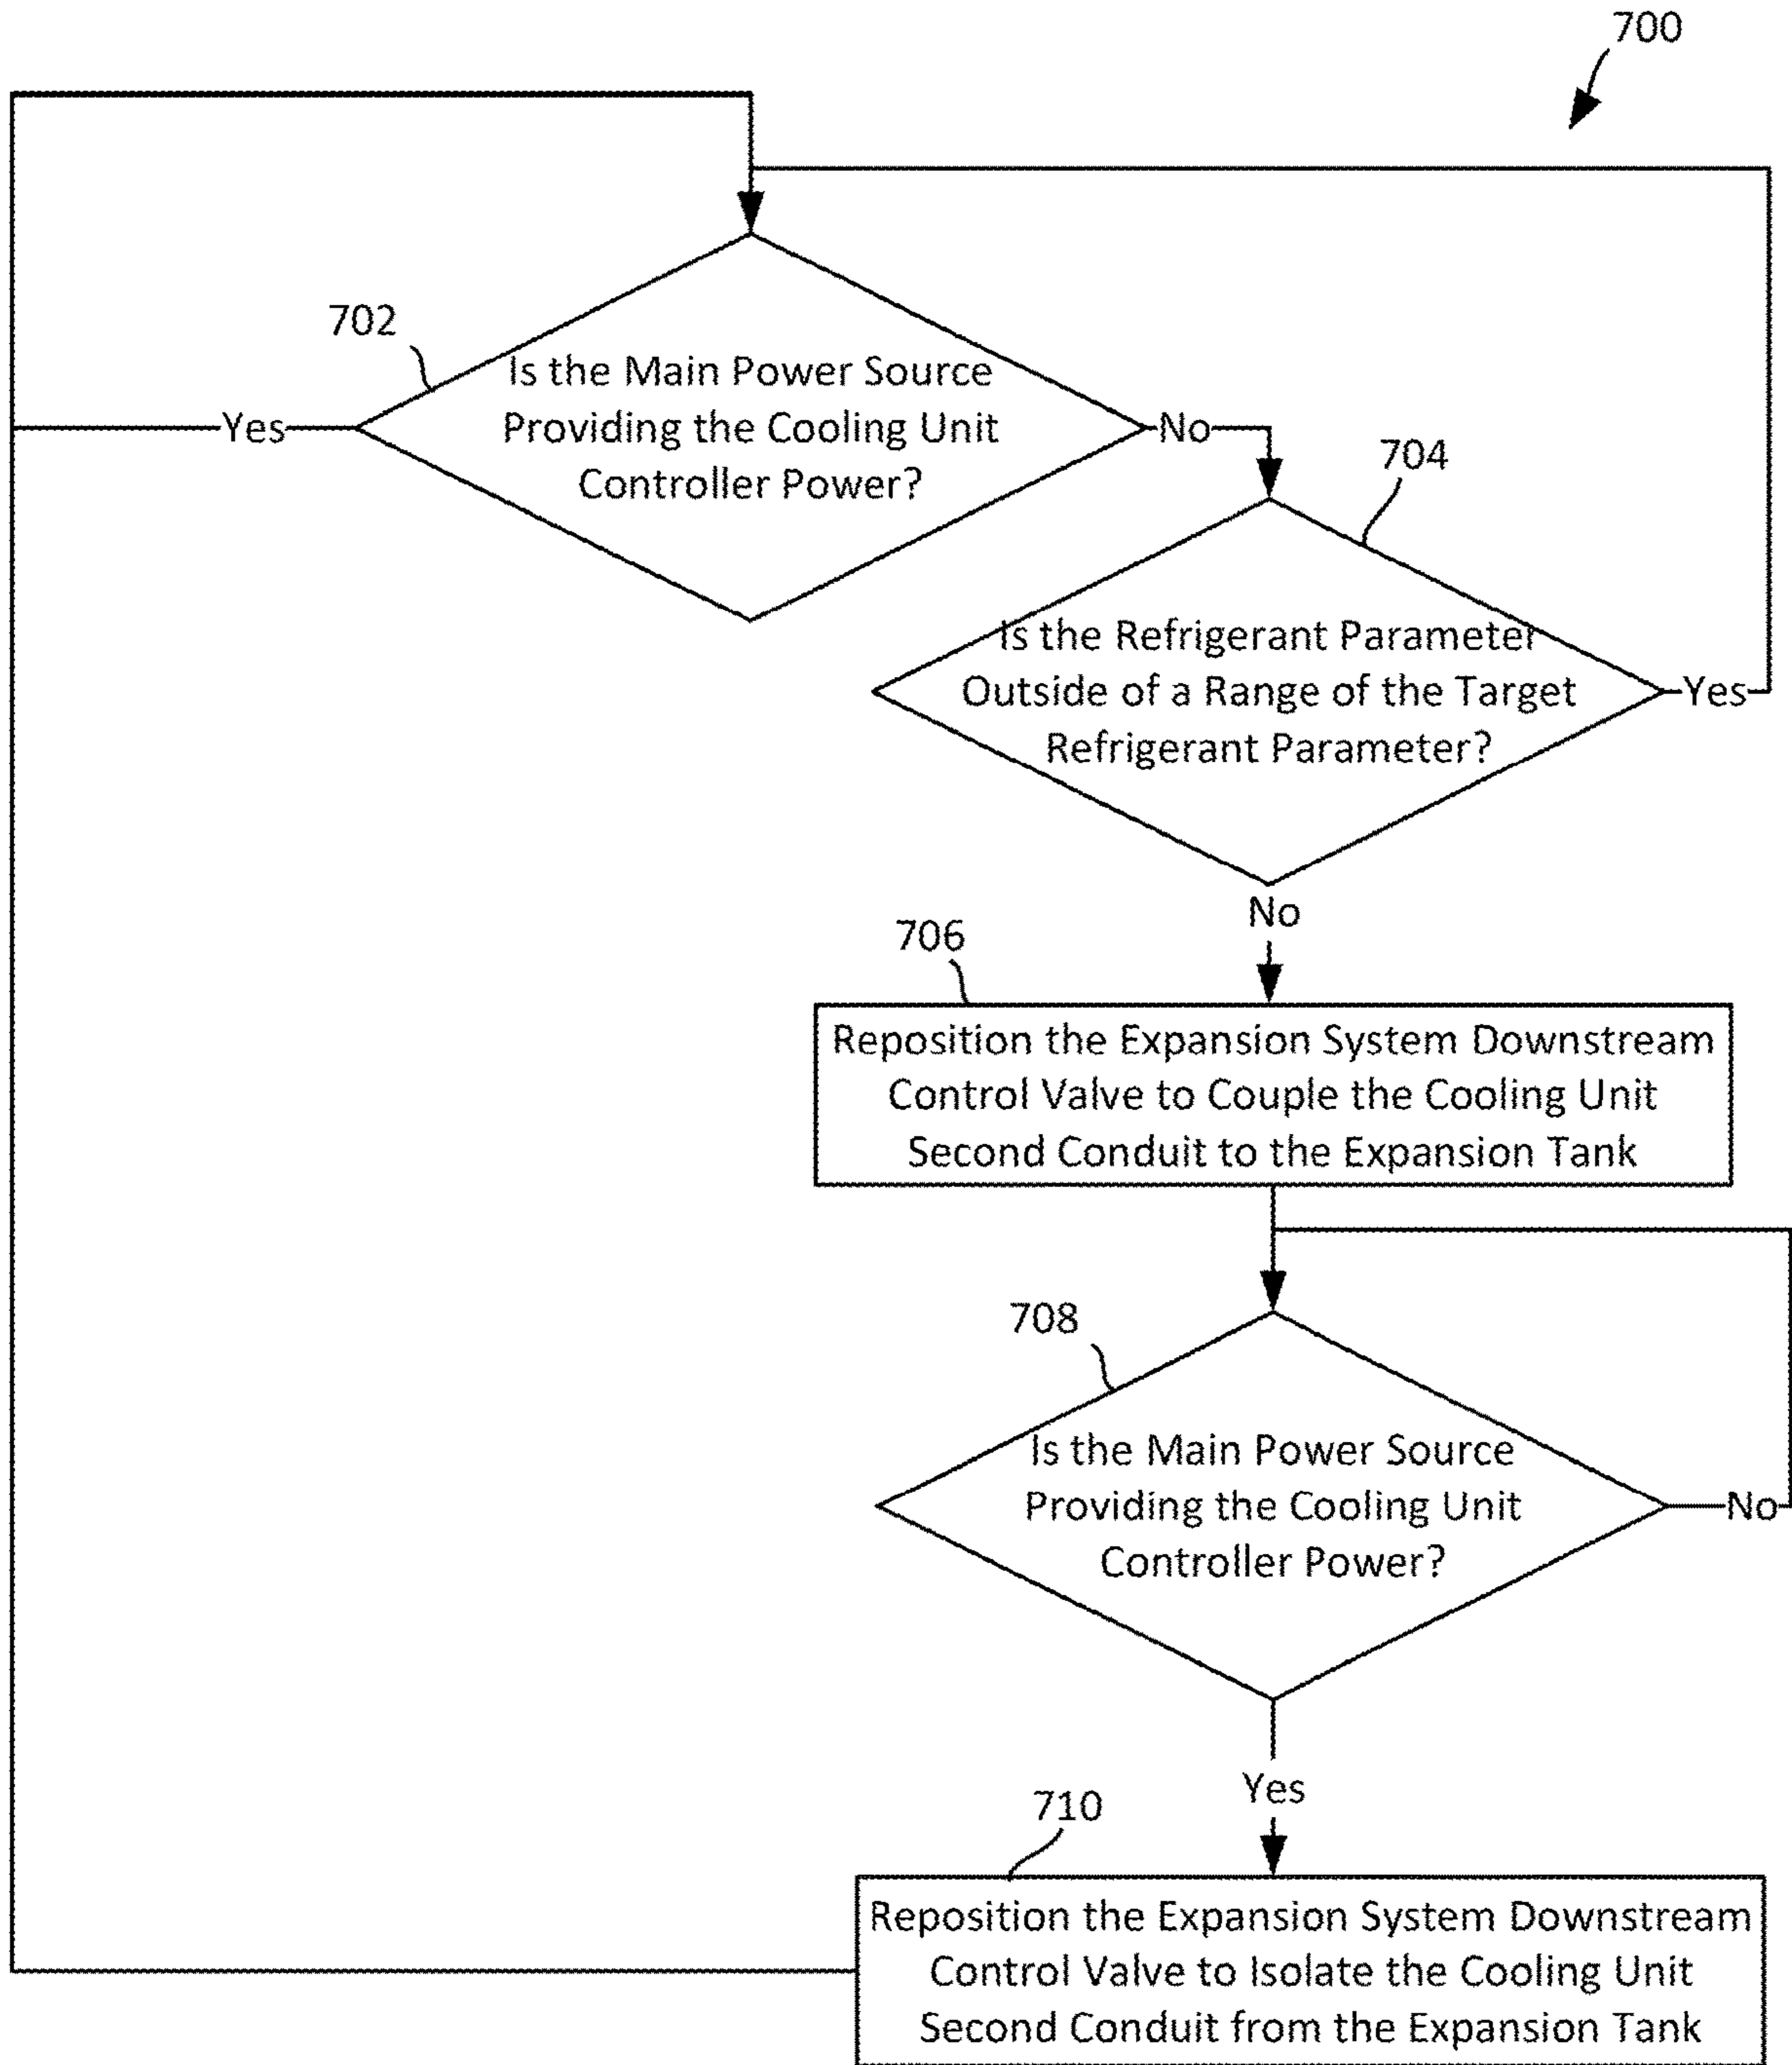 700
702
Is the Main Power Source
Providing the Cooling Unit
Controller Power?
Yes
No
704
Is the Refrigerant Parameter
Outside of a Range of the Target
Refrigerant Parameter?
Yes
No
706
Reposition the Expansion System Downstream
Control Valve to Couple the Cooling Unit
Second Conduit to the Expansion Tank
708
Is the Main Power Source
Providing the Cooling Unit
Controller Power?
No
Yes
710
Reposition the Expansion System Downstream
Control Valve to Isolate the Cooling Unit
Second Conduit from the Expansion Tank